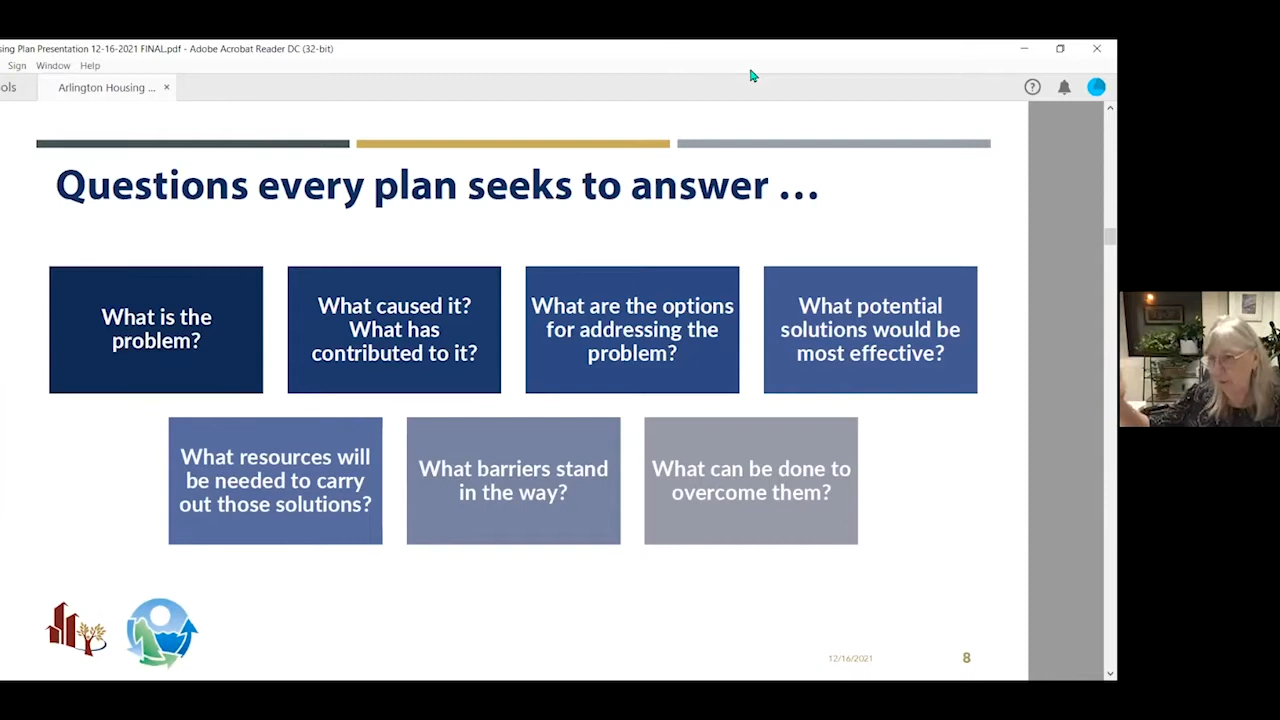 sing Plan Presentation 12-16-2021 FINAL.pdf - Adobe Acrobat Reader DC (32-bit)
Sign Window Help
ols
Arlington Housing ... ×
Questions every plan seeks to answer …
What is the
problem?
What caused it?
What has
contributed to it?
What are the options
for addressing the
problem?
What potential
solutions would be
most effective?
What resources will
be needed to carry
out those solutions?
What barriers stand
in the way?
What can be done to
overcome them?
12/16/2021
8